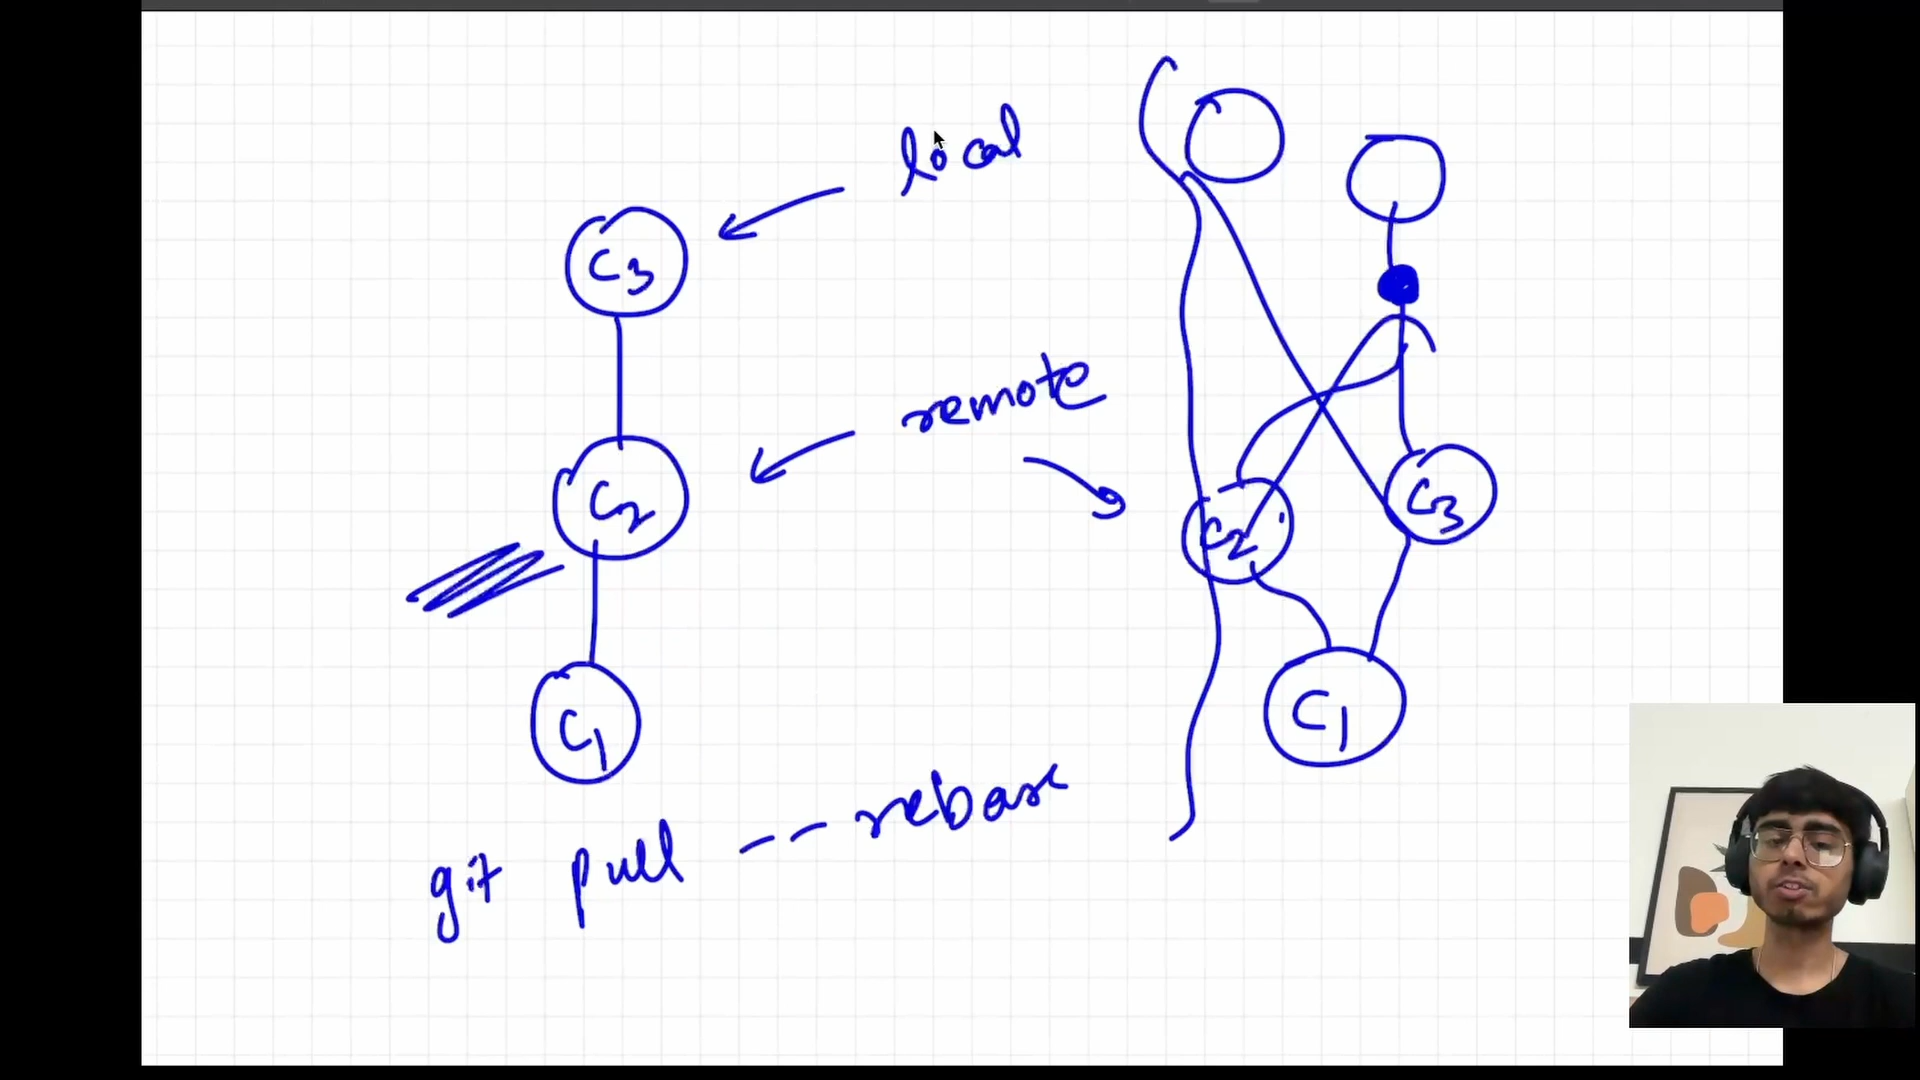 local
C3
remote
C2
C2
C3
C1
C1
git pull -- rebase